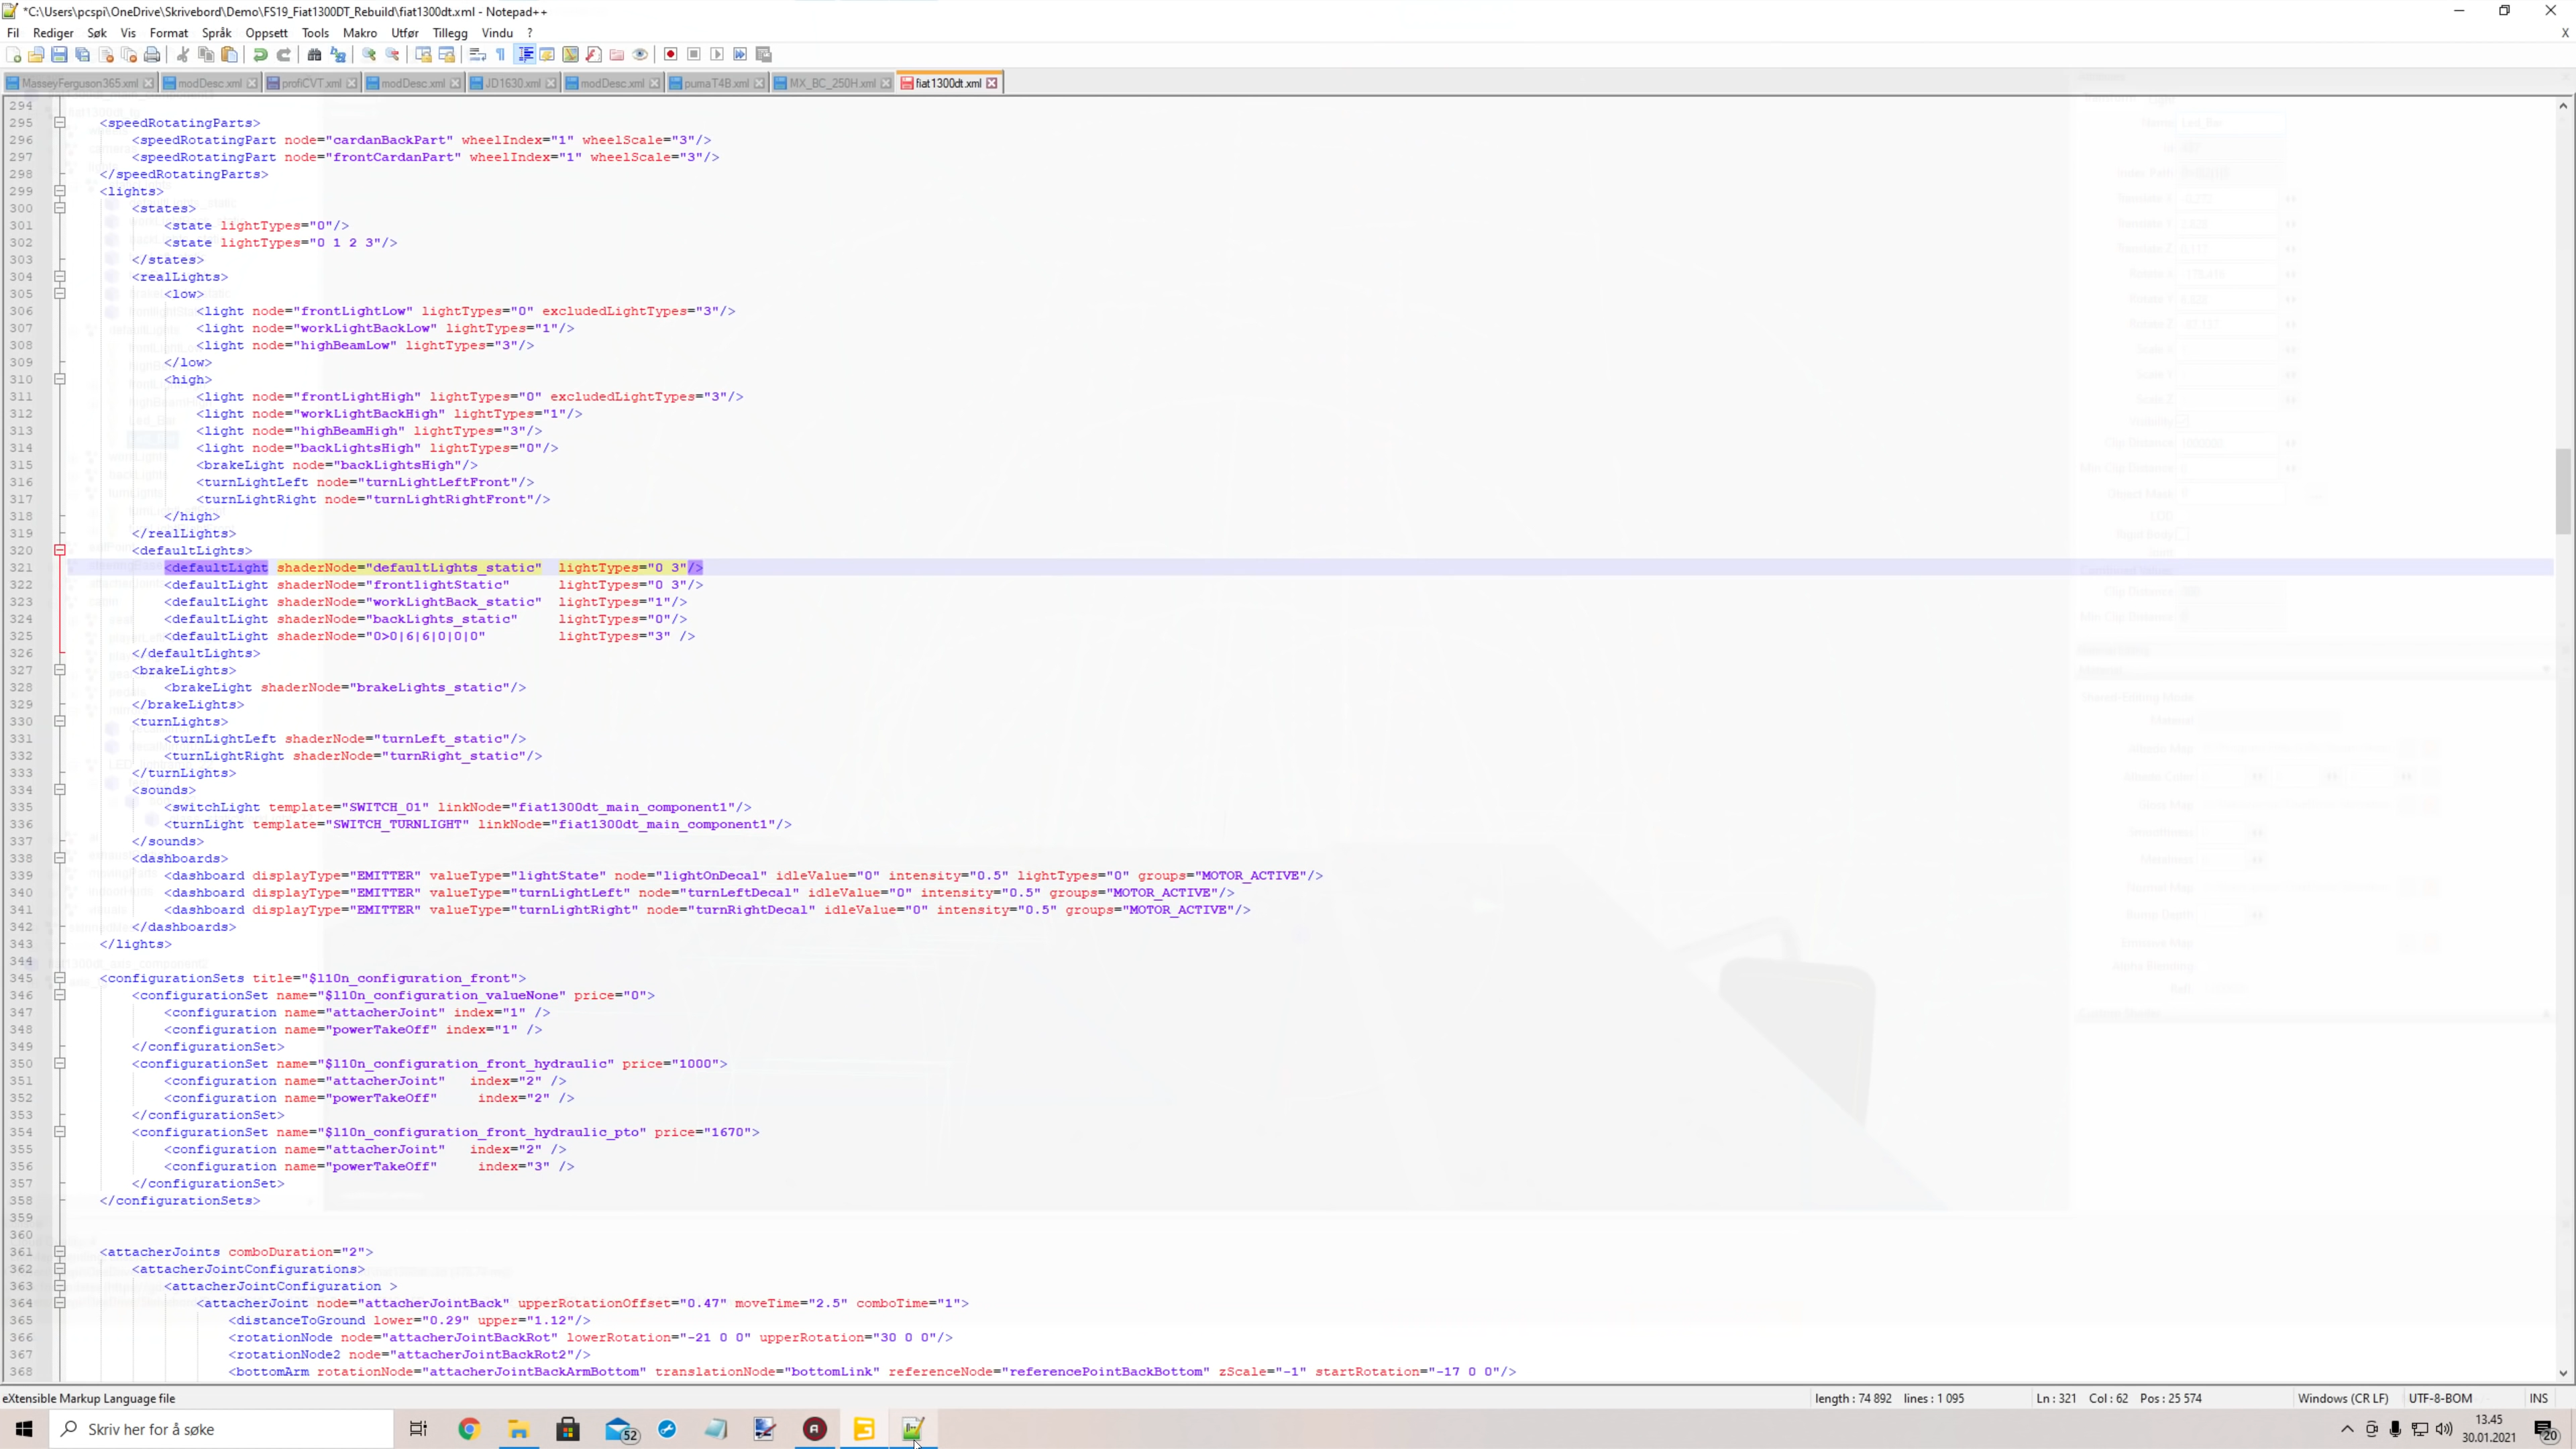 *C:\Users\pcspi\OneDrive\Skrivebord\Demo\FS19_Fiat1300DT_Rebuild\fiat1300dt.xml - Notepad++
Fil Rediger Søk Vis Format Språk Oppsett Tools Makro Utfør Tillegg Vindu ? X
MasseyFerguson365.xml modDesc.xml profiCVT.xml modDesc.xml JD1630.xml modDesc.xml pumaT4B.xml MX_BC_250H.xml fiat1300dt.xml
294
295 <speedRotatingParts>
296 <speedRotatingPart node="cardanBackPart" wheelIndex="1" wheelScale="3"/>
297 <speedRotatingPart node="frontCardanPart" wheelIndex="1" wheelScale="3"/>
298 </speedRotatingParts>
299 <lights>
300 <states>
301 <state lightTypes="0"/>
302 <state lightTypes="0 1 2 3"/>
303 </states>
304 <realLights>
305 <low>
306 <light node="frontLightLow" lightTypes="0" excludedLightTypes="3"/>
307 <light node="workLightBackLow" lightTypes="1"/>
308 <light node="highBeamLow" lightTypes="3"/>
309 </low>
310 <high>
311 <light node="frontLightHigh" lightTypes="0" excludedLightTypes="3"/>
312 <light node="workLightBackHigh" lightTypes="1"/>
313 <light node="highBeamHigh" lightTypes="3"/>
314 <light node="backLightsHigh" lightTypes="0"/>
315 <brakeLight node="backLightsHigh"/>
316 <turnLightLeft node="turnLightLeftFront"/>
317 <turnLightRight node="turnLightRightFront"/>
318 </high>
319 </realLights>
320 <defaultLights>
321 <defaultLight shaderNode="defaultLights_static" lightTypes="0 3"/>
322 <defaultLight shaderNode="frontlightStatic" lightTypes="0 3"/>
323 <defaultLight shaderNode="workLightBack_static" lightTypes="1"/>
324 <defaultLight shaderNode="backLights_static" lightTypes="0"/>
325 <defaultLight shaderNode="0>0|6|6|0|0|0" lightTypes="3" />
326 </defaultLights>
327 <brakeLights>
328 <brakeLight shaderNode="brakeLights_static"/>
329 </brakeLights>
330 <turnLights>
331 <turnLightLeft shaderNode="turnLeft_static"/>
332 <turnLightRight shaderNode="turnRight_static"/>
333 </turnLights>
334 <sounds>
335 <switchLight template="SWITCH_01" linkNode="fiat1300dt_main_component1"/>
336 <turnLight template="SWITCH_TURNLIGHT" linkNode="fiat1300dt_main_component1"/>
337 </sounds>
338 <dashboards>
339 <dashboard displayType="EMITTER" valueType="lightState" node="lightOnDecal" idleValue="0" intensity="0.5" lightTypes="0" groups="MOTOR_ACTIVE"/>
340 <dashboard displayType="EMITTER" valueType="turnLightLeft" node="turnLeftDecal" idleValue="0" intensity="0.5" groups="MOTOR_ACTIVE"/>
341 <dashboard displayType="EMITTER" valueType="turnLightRight" node="turnRightDecal" idleValue="0" intensity="0.5" groups="MOTOR_ACTIVE"/>
342 </dashboards>
343 </lights>
344
345 <configurationSets title="$l10n_configuration_front">
346 <configurationSet name="$l10n_configuration_valueNone" price="0">
347 <configuration name="attacherJoint" index="1" />
348 <configuration name="powerTakeOff" index="1" />
349 </configurationSet>
350 <configurationSet name="$l10n_configuration_front_hydraulic" price="1000">
351 <configuration name="attacherJoint" index="2" />
352 <configuration name="powerTakeOff" index="2" />
353 </configurationSet>
354 <configurationSet name="$l10n_configuration_front_hydraulic_pto" price="1670">
355 <configuration name="attacherJoint" index="2" />
356 <configuration name="powerTakeOff" index="3" />
357 </configurationSet>
358 </configurationSets>
359
360
361 <attacherJoints comboDuration="2">
362 <attacherJointConfigurations>
363 <attacherJointConfiguration >
364 <attacherJoint node="attacherJointBack" upperRotationOffset="0.47" moveTime="2.5" comboTime="1">
365 <distanceToGround lower="0.29" upper="1.12"/>
366 <rotationNode node="attacherJointBackRot" lowerRotation="-21 0 0" upperRotation="30 0 0"/>
367 <rotationNode2 node="attacherJointBackRot2"/>
368 <bottomArm rotationNode="attacherJointBackArmBottom" translationNode="bottomLink" referenceNode="referencePointBackBottom" zScale="-1" startRotation="-17 0 0"/>
eXtensible Markup Language file length : 74 892 lines : 1 095 Ln : 321 Col : 62 Pos : 25 574 Windows (CR LF) UTF-8-BOM INS
Skriv her for å søke 52 13.45
30.01.2021 20